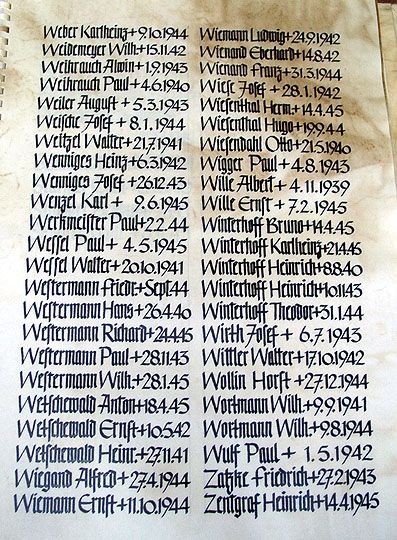 Weber Karlheinz+9.10.1944
Weidemeyer Wilh.+15.11.42
Weihrauch Alwin+1.9.1943
Weihrauch Paul+4.6.1940
Weiler August+5.3.1943
Weische Josef+8.1.1944
Weitzel Walter+21.7.1941
Wenniges Heinz+6.3.1942
Wenniges Josef+26.12.43
Wenzel Karl+9.6.1945
Werkmeister Paul+2.2.44
Wessel Paul+4.5.1945
Wessel Walter+20.10.1941
Westermann Friedr.+Sept.44
Westermann Hans+26.4.40
Westermann Richard+24.4.45
Westermann Paul+28.11.43
Westermann Wilh.+28.1.45
Wetschewald Anton+18.4.45
Wetschewald Ernst+10.5.42
Wetschewald Heinr.+27.11.41
Wiegand Alfred+27.4.1944
Wiemann Ernst+11.10.1944
Wiemann Ludwig+24.9.1942
Wienand Eberhard+14.8.42
Wienand Franz+31.3.1944
Wiese Josef+28.1.1942
Wiesenthal Herm.+14.4.45
Wiesenthal Hugo+19.9.44
Wiesendahl Otto+21.5.1940
Wigger Paul+4.8.1943
Wille Albert+4.11.1939
Wille Ernst+7.2.1945
Winterhoff Bruno+14.4.45
Winterhoff Karlheinz+21.4.45
Winterhoff Heinrich+8.8.40
Winterhoff Heinrich+10.11.43
Winterhoff Theodor+31.1.44
Wirth Josef+6.7.1943
Wittler Walter+17.10.1942
Wollin Horst+27.12.1944
Wortmann Wilh.+9.9.1941
Wortmann Wilh.+9.8.1944
Wulf Paul+1.5.1942
Zatzke Friedrich+27.2.1943
Zentgraf Heinrich+14.4.1945